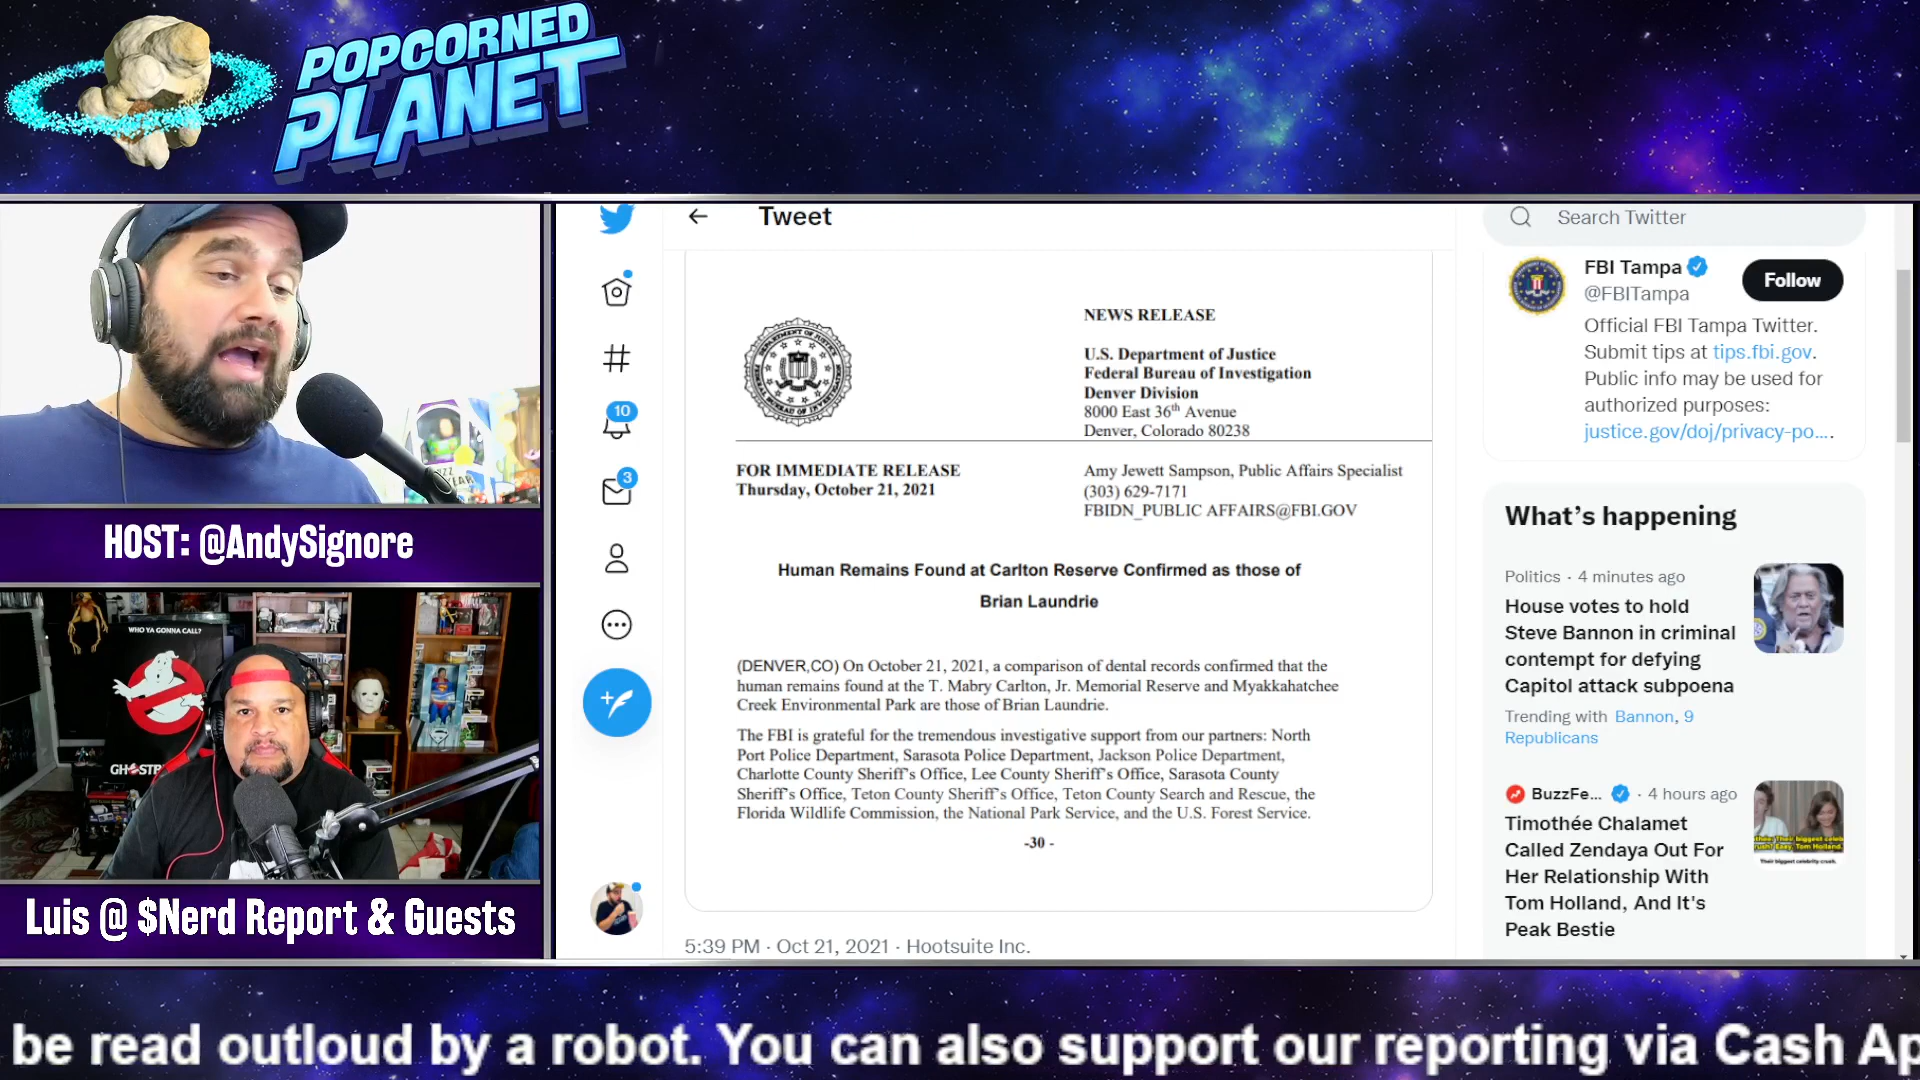 POPCORNED
PLANET
HOST: @AndySignore
WHO YA GONNA CALL?
Luis @ $Nerd Report & Guests
Tweet
10
3
NEWS RELEASE
U.S. Department of Justice
Federal Bureau of Investigation
Denver Division
8000 East 36th Avenue
Denver, Colorado 80238
FOR IMMEDIATE RELEASE
Thursday, October 21, 2021
Amy Jewett Sampson, Public Affairs Specialist
(303) 629-7171
FBIDN_PUBLIC AFFAIRS@FBI.GOV
Human Remains Found at Carlton Reserve Confirmed as those of
Brian Laundrie
(DENVER,CO) On October 21, 2021, a comparison of dental records confirmed that the
human remains found at the T. Mabry Carlton, Jr. Memorial Reserve and Myakkahatchee
Creek Environmental Park are those of Brian Laundrie.
The FBI is grateful for the tremendous investigative support from our partners: North
Port Police Department, Sarasota Police Department, Jackson Police Department,
Charlotte County Sheriff's Office, Lee County Sheriff's Office, Sarasota County
Sheriff's Office, Teton County Sheriff's Office, Teton County Search and Rescue, the
Florida Wildlife Commission, the National Park Service, and the U.S. Forest Service.
-30 -
5:39 PM · Oct 21, 2021 · Hootsuite Inc.
Search Twitter
FBI Tampa
@FBITampa
Follow
Official FBI Tampa Twitter.
Submit tips at tips.fbi.gov.
Public info may be used for
authorized purposes:
justice.gov/doj/privacy-po….
What's happening
Politics · 4 minutes ago
House votes to hold
Steve Bannon in criminal
contempt for defying
Capitol attack subpoena
Trending with Bannon, 9
Republicans
BuzzFe... · 4 hours ago
Timothée Chalamet
Called Zendaya Out For
Her Relationship With
Tom Holland, And It's
Peak Bestie
Their biggest celebrity crush.
be read outloud by a robot. You can also support our reporting via Cash Ap